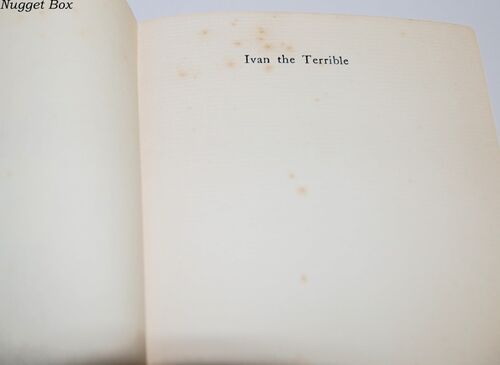 Nugget Box
Ivan the Terrible